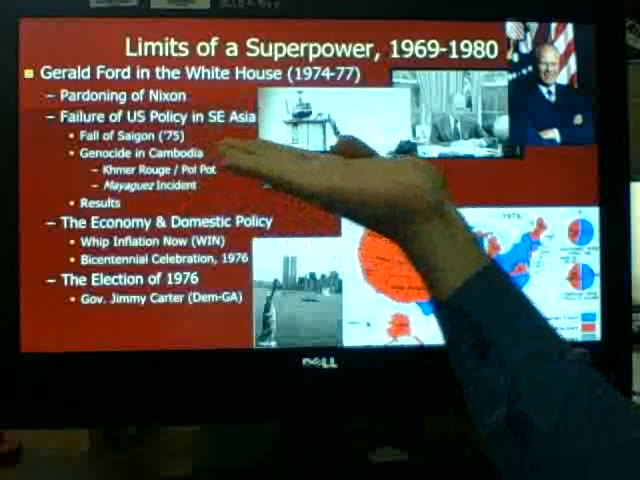 Limits of a Superpower, 1969-1980
Gerald Ford in the White House (1974-77)
– Pardoning of Nixon
– Failure of US Policy in SE Asia
• Fall of Saigon ('75)
• Genocide in Cambodia
– Khmer Rouge / Pol Pot
– Mayaguez Incident
• Results
– The Economy & Domestic Policy
• Whip Inflation Now (WIN)
• Bicentennial Celebration, 1976
– The Election of 1976
• Gov. Jimmy Carter (Dem-GA)
1976
DELL